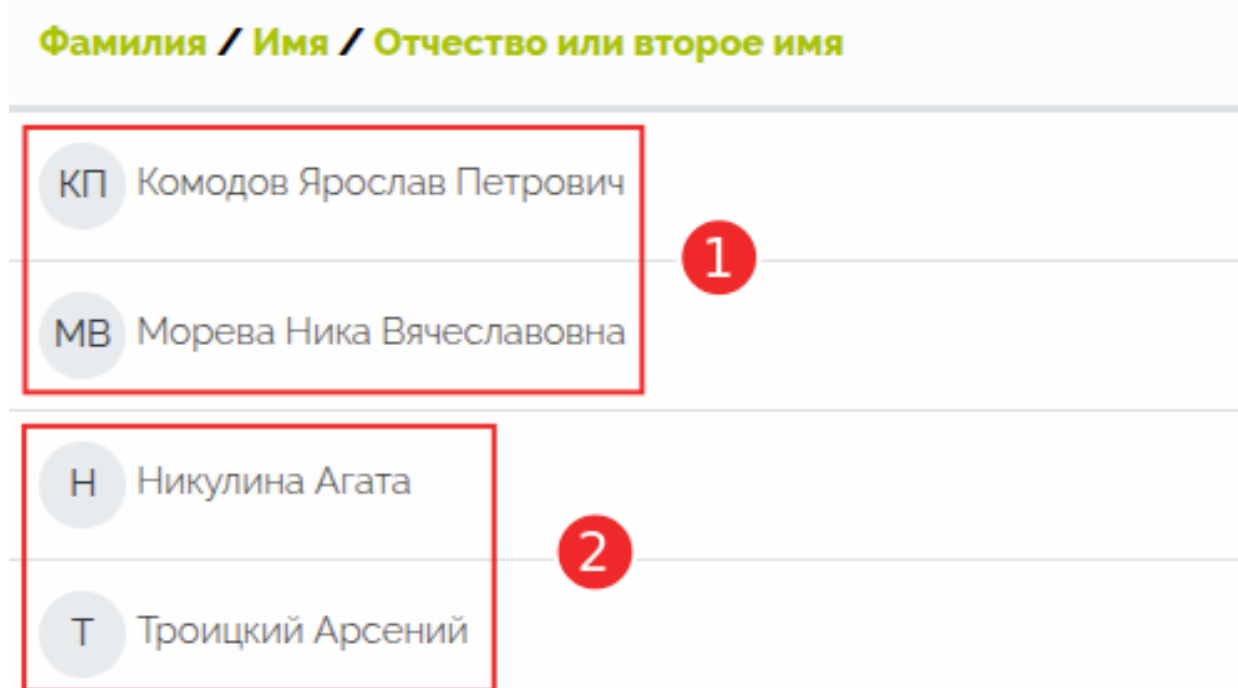 Фамилия / Имя / Отчество или второе имя
КП Комодов Ярослав Петрович
1
МВ Морева Ника Вячеславовна
Н Никулина Агата
2
Т Троицкий Арсений